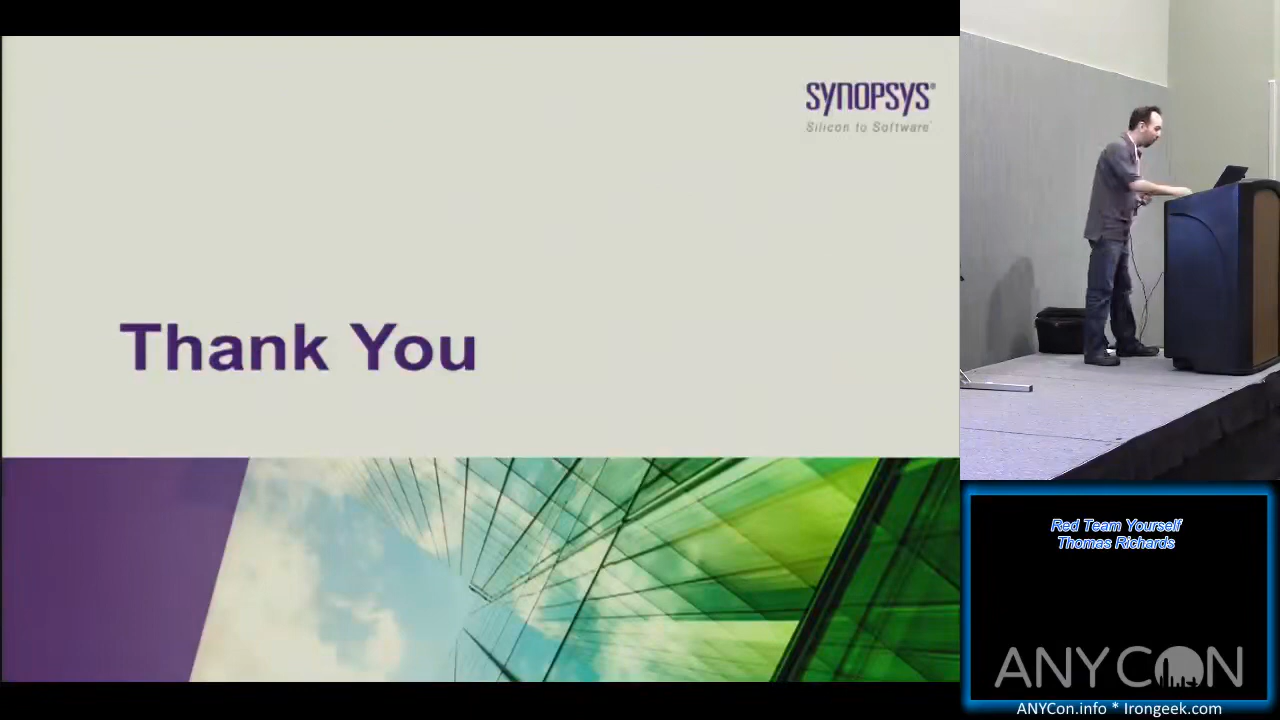 SYNOPSYS®
Silicon to Software™
Thank You
Red Team Yourself
Thomas Richards
ANYCON
ANYCon.info * Irongeek.com